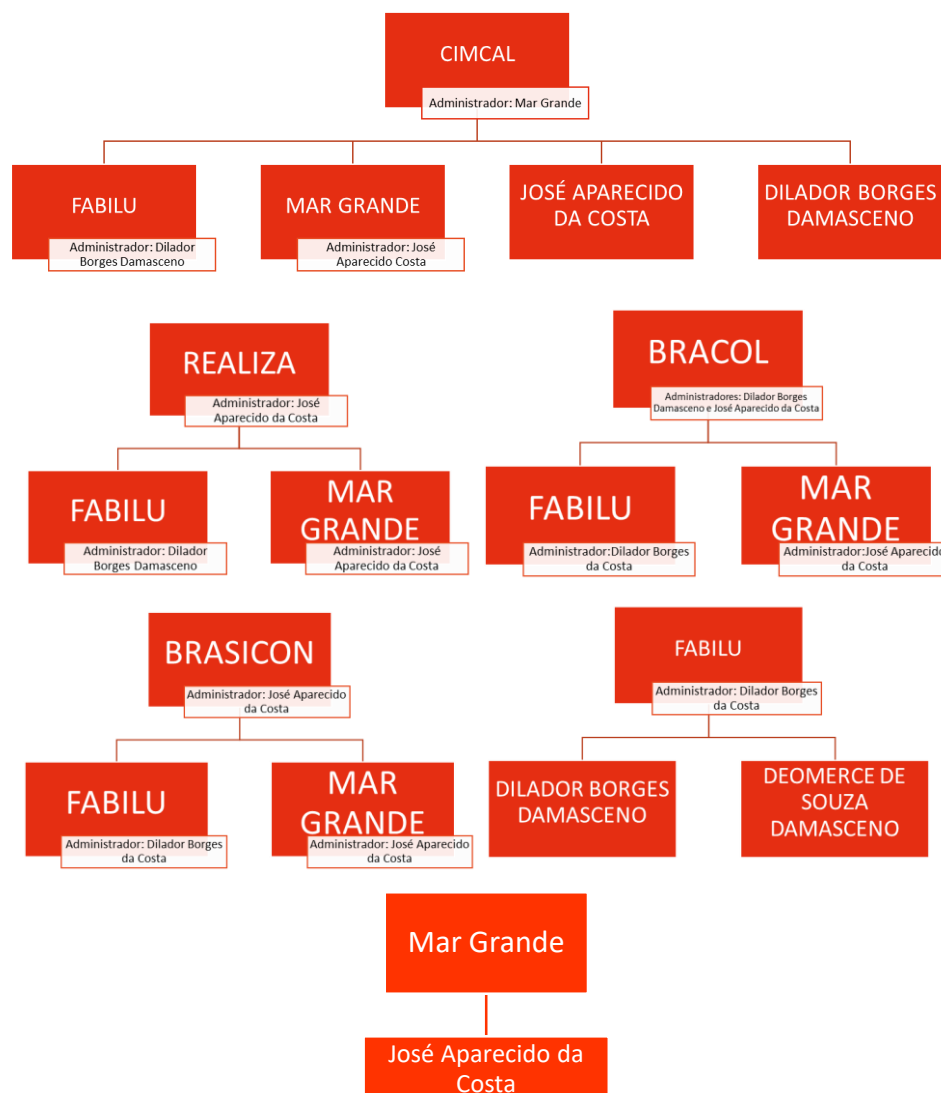 CIMCAL
Administrador: Mar Grande
FABILU
Administrador: Dilador
Borges Damasceno
MAR GRANDE
Administrador: José
Aparecido Costa
JOSÉ APARECIDO
DA COSTA
DILADOR BORGES
DAMASCENO
REALIZA
Administrador: José
Aparecido da Costa
FABILU
Administrador: Dilador
Borges Damasceno
MAR
GRANDE
Administrador: José
Aparecido da Costa
BRACOL
Administradores: Dilador Borges
Damasceno e José Aparecido da Costa
FABILU
Administrador:Dilador Borges
da Costa
MAR
GRANDE
Administrador:José Aparecido
da Costa
BRASICON
Administrador: José Aparecido
da Costa
FABILU
Administrador: Dilador Borges
da Costa
MAR
GRANDE
Administrador: José Aparecido
da Costa
FABILU
Administrador: Dilador Borges
da Costa
DILADOR BORGES
DAMASCENO
DEOMERCE DE
SOUZA
DAMASCENO
Mar Grande
José Aparecido da
Costa